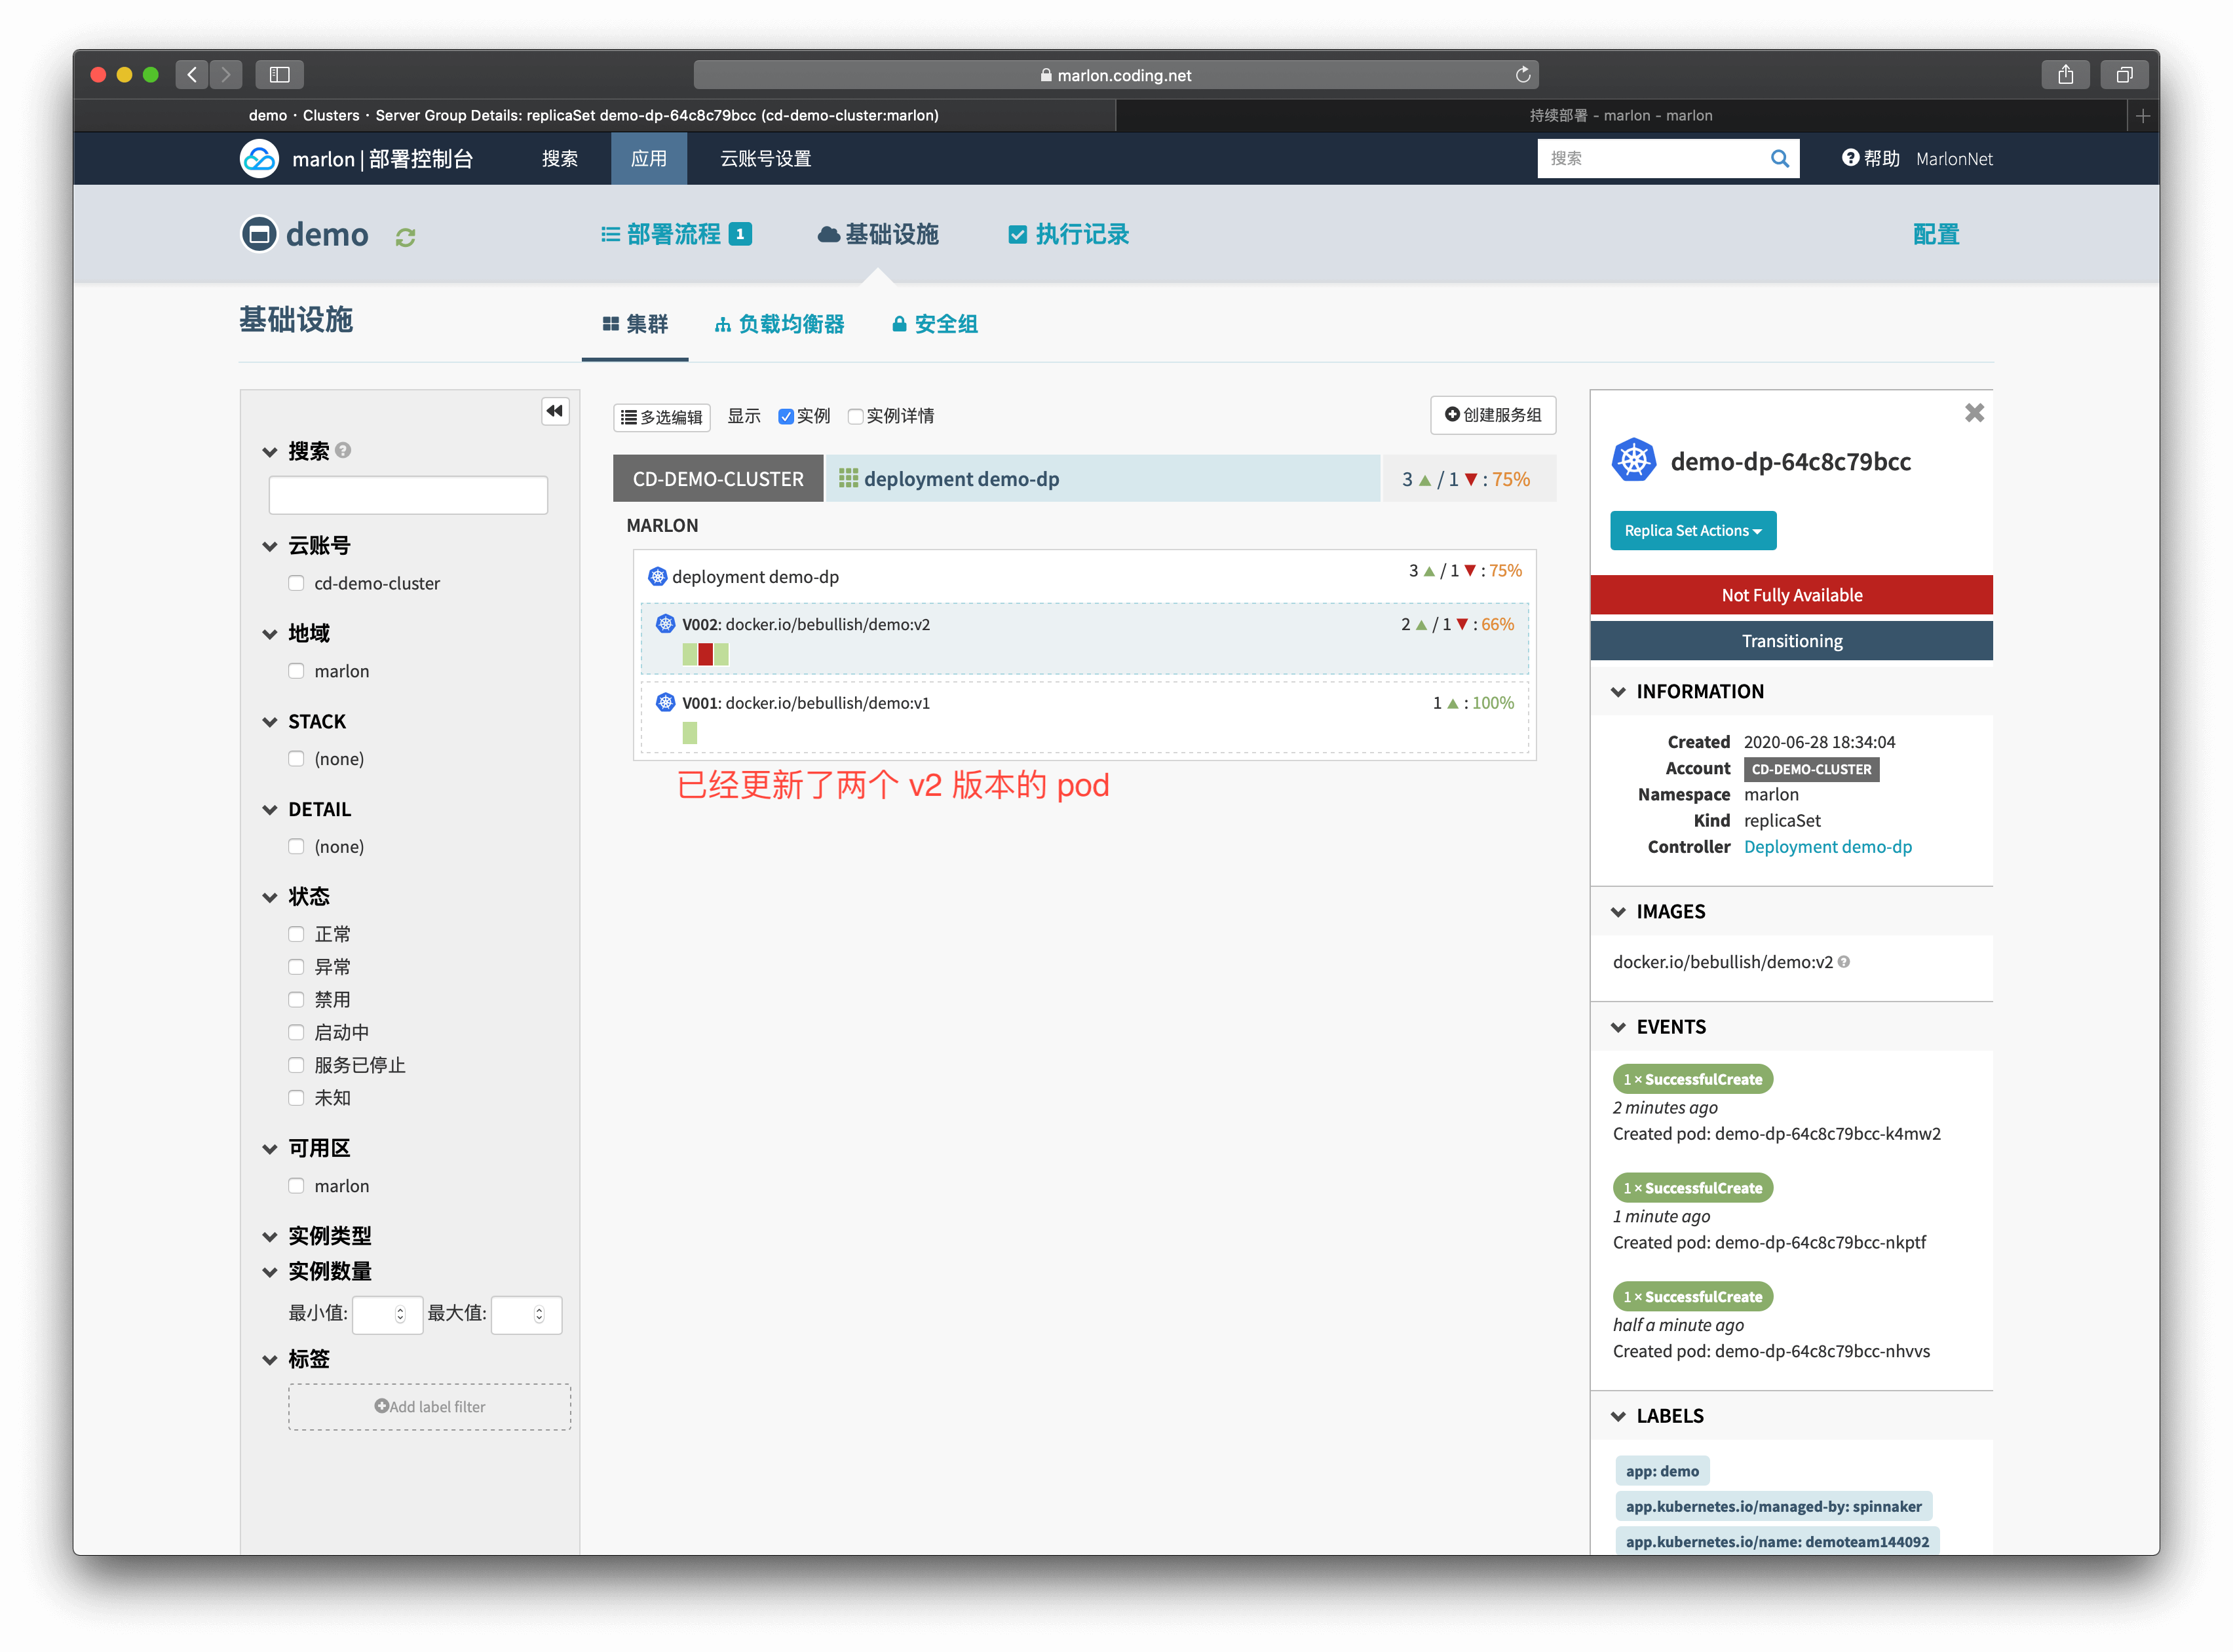 marlon.coding.net
demo · Clusters · Server Group Details: replicaSet demo-dp-64c8c79bcc (cd-demo-cluster:marlon)
持续部署 - marlon - marlon
marlon | 部署控制台
搜索
应用
云账号设置
搜索
帮助
MarlonNet
demo
部署流程 1
基础设施
执行记录
配置
基础设施
集群
负载均衡器
安全组
搜索
云账号
cd-demo-cluster
地域
marlon
STACK
(none)
DETAIL
(none)
状态
正常
异常
禁用
启动中
服务已停止
未知
可用区
marlon
实例类型
实例数量
最小值:
最大值:
标签
Add label filter
多选编辑
显示
实例
实例详情
创建服务组
CD-DEMO-CLUSTER
deployment demo-dp
3 ▲ / 1 ▼ : 75%
MARLON
deployment demo-dp
3 ▲ / 1 ▼ : 75%
V002: docker.io/bebullish/demo:v2
2 ▲ / 1 ▼ : 66%
V001: docker.io/bebullish/demo:v1
1 ▲ : 100%
已经更新了两个 v2 版本的 pod
demo-dp-64c8c79bcc
Replica Set Actions
Not Fully Available
Transitioning
INFORMATION
Created 2020-06-28 18:34:04
Account CD-DEMO-CLUSTER
Namespace marlon
Kind replicaSet
Controller Deployment demo-dp
IMAGES
docker.io/bebullish/demo:v2
EVENTS
1 × SuccessfulCreate
2 minutes ago
Created pod: demo-dp-64c8c79bcc-k4mw2
1 × SuccessfulCreate
1 minute ago
Created pod: demo-dp-64c8c79bcc-nkptf
1 × SuccessfulCreate
half a minute ago
Created pod: demo-dp-64c8c79bcc-nhvvs
LABELS
app: demo
app.kubernetes.io/managed-by: spinnaker
app.kubernetes.io/name: demoteam144092